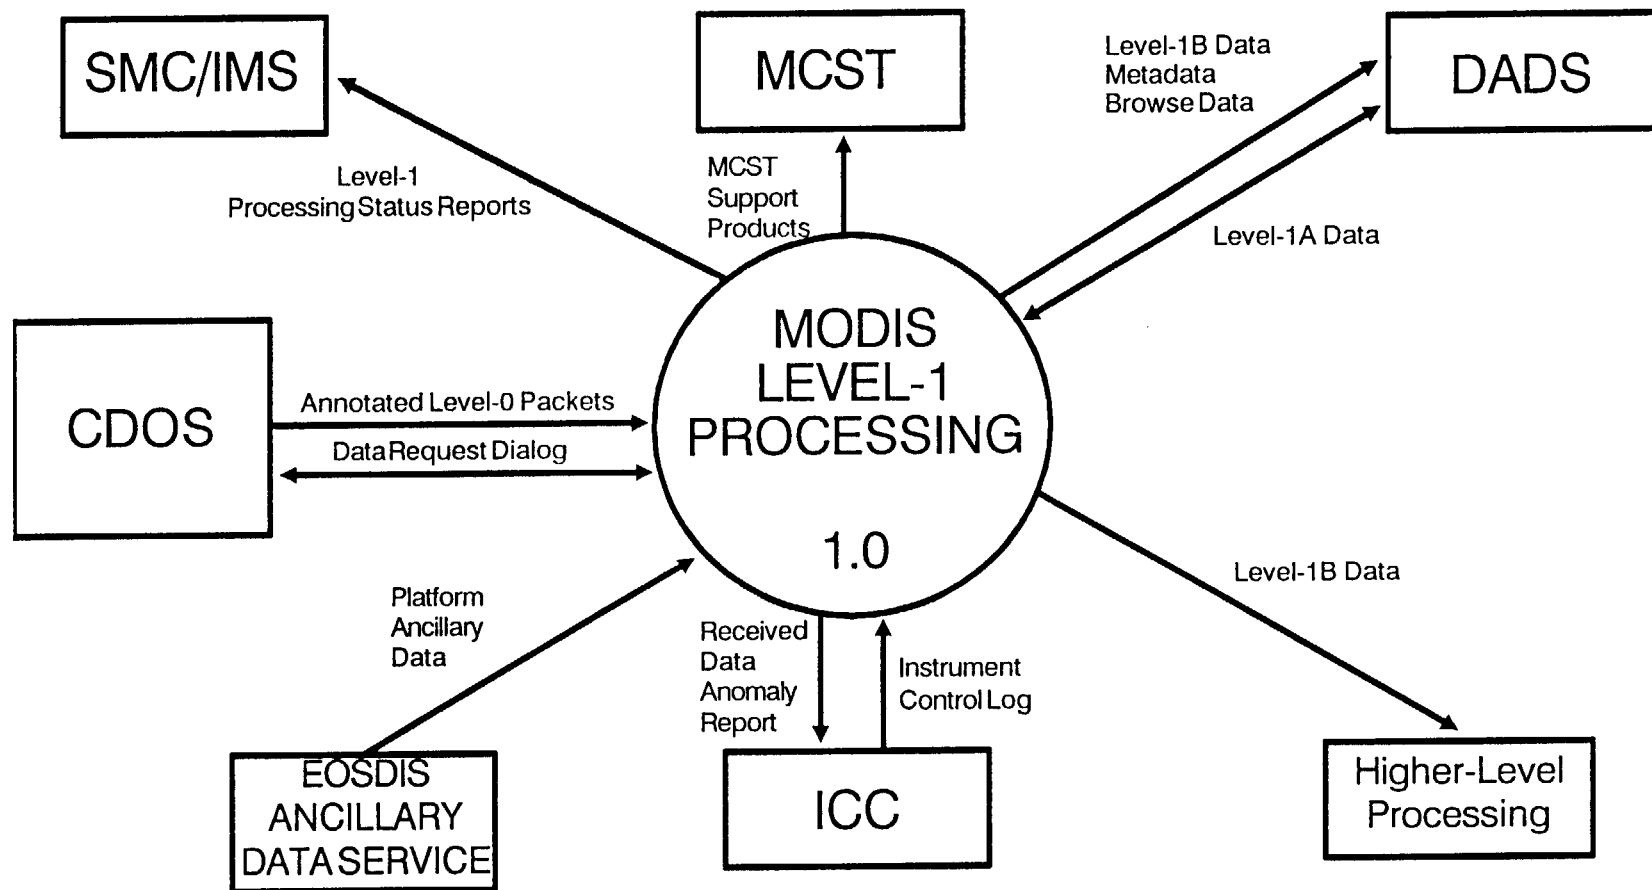 SMC/IMS
MCST
Level-1B Data
Metadata
Browse Data
DADS
Level-1
Processing Status Reports
MCST
Support
Products
Level-1A Data
CDOS
Annotated Level-0 Packets
Data Request Dialog
MODIS
LEVEL-1
PROCESSING
1.0
Platform
Ancillary
Data
Received
Data
Anomaly
Report
Instrument
Control Log
Level-1B Data
EOSDIS
ANCILLARY
DATA SERVICE
ICC
Higher-Level
Processing